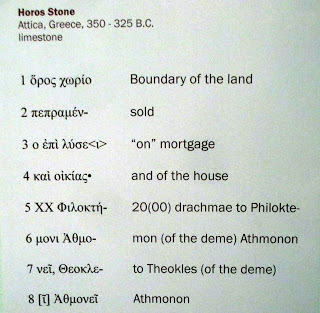 Horos Stone
Attica, Greece, 350 - 325 B.C.
limestone
1 ὅρος χωρίο Boundary of the land
2 πεπραμέν- sold
3 ο ἐπὶ λύσε<ι> "on" mortgage
4 καὶ οἰκίας• and of the house
5 ΧΧ Φιλοκτή- 20(00) drachmae to Philokte-
6 μονι Ἀθμο- mon (of the deme) Athmonon
7 νεῖ, Θεοκλε- to Theokles (of the deme)
8 [ῖ] Ἀθμονεῖ Athmonon